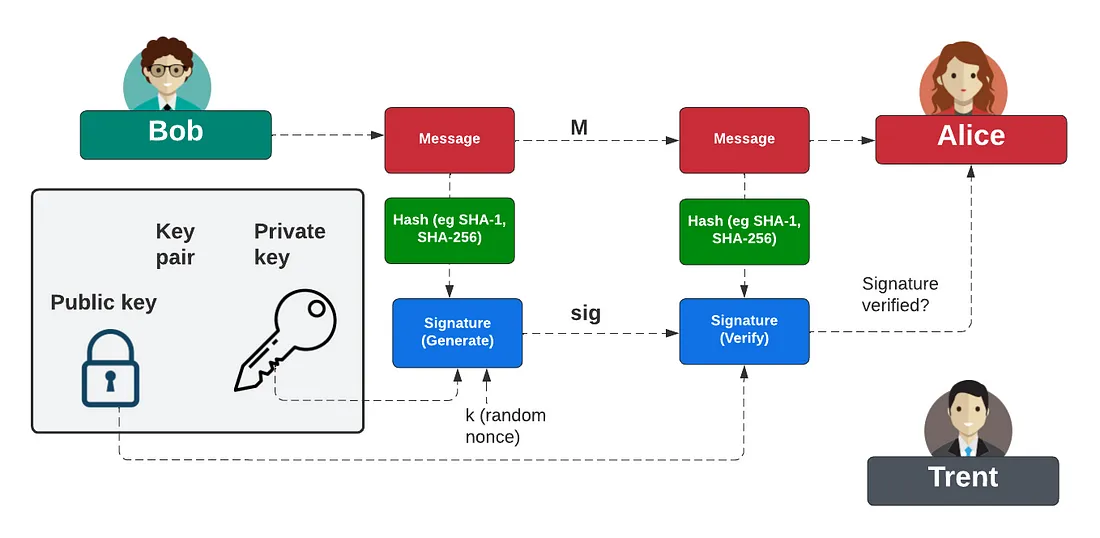 Bob
Message
M
Message
Alice
Key
pair
Private
key
Hash (eg SHA-1,
SHA-256)
Hash (eg SHA-1,
SHA-256)
Public key
Signature
(Generate)
sig
Signature
(Verify)
Signature
verified?
k (random
nonce)
Trent